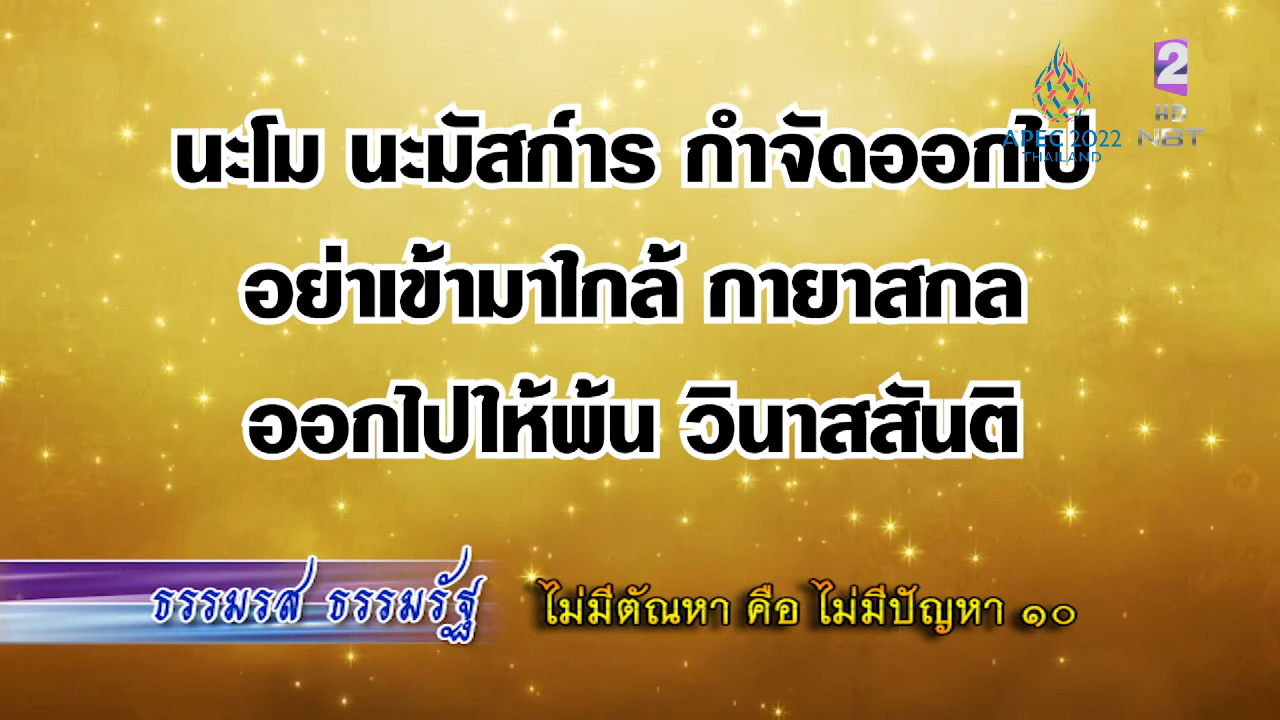 นะโม นะมัสก์าร กำจัดออกไป
อย่าเข้ามาใกล้ กายาสกล
ออกไปให้พ้น วินาสสันติ
ธรรมรส ธรรมรัฐ
ไม่มีตัณหา คือ ไม่มีปัญหา ๑๐
APEC 2022
THAILAND
2
HD
NBT